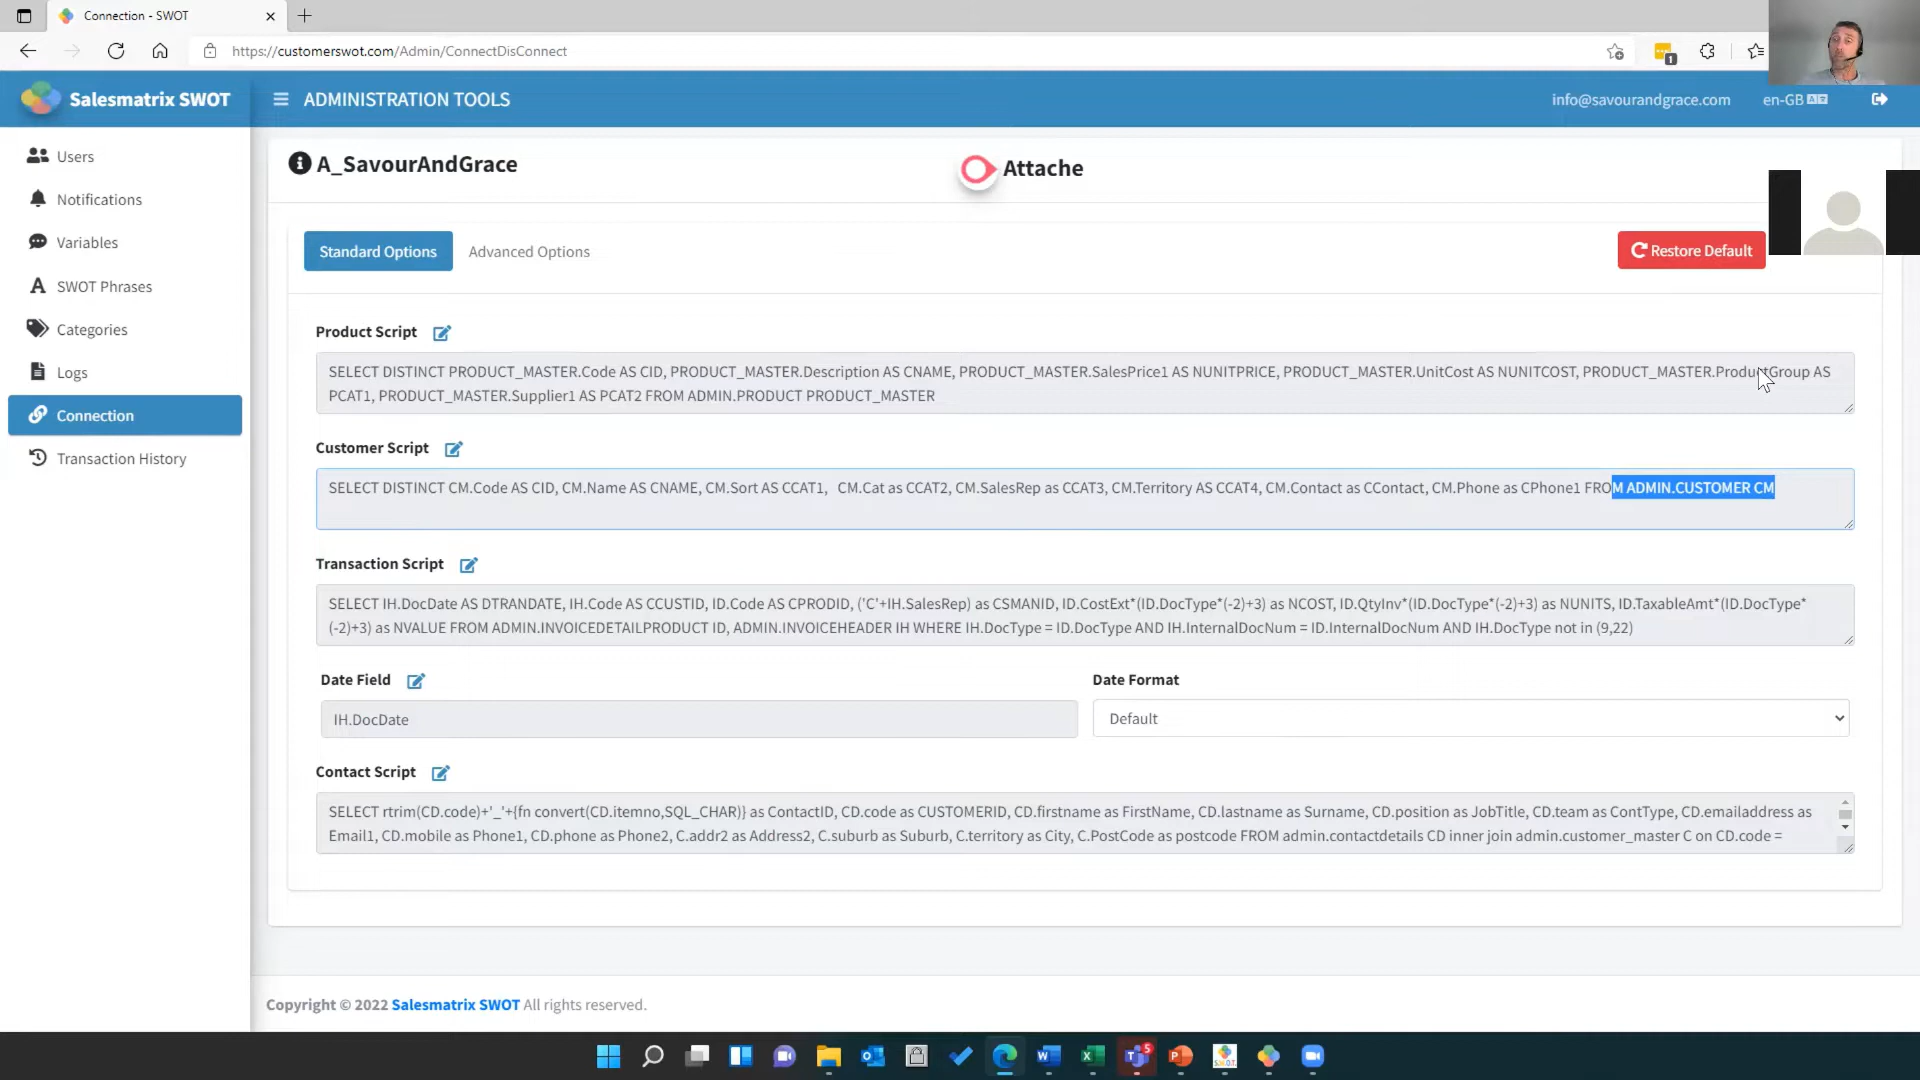 Connection - SWOT
https://customerswot.com/Admin/ConnectDisConnect
1
Salesmatrix SWOT
ADMINISTRATION TOOLS
info@savourandgrace.com
en-GB
Users
Notifications
Variables
SWOT Phrases
Categories
Logs
Connection
Transaction History
A_SavourAndGrace
Attache
Standard Options
Advanced Options
Restore Default
Product Script
SELECT DISTINCT PRODUCT_MASTER.Code AS CID, PRODUCT_MASTER.Description AS CNAME, PRODUCT_MASTER.SalesPrice1 AS NUNITPRICE, PRODUCT_MASTER.UnitCost AS NUNITCOST, PRODUCT_MASTER.ProductGroup AS
PCAT1, PRODUCT_MASTER.Supplier1 AS PCAT2 FROM ADMIN.PRODUCT PRODUCT_MASTER
Customer Script
SELECT DISTINCT CM.Code AS CID, CM.Name AS CNAME, CM.Sort AS CCAT1, CM.Cat as CCAT2, CM.SalesRep as CCAT3, CM.Territory AS CCAT4, CM.Contact as CContact, CM.Phone as CPhone1 FROM ADMIN.CUSTOMER CM
Transaction Script
SELECT IH.DocDate AS DTRANDATE, IH.Code AS CCUSTID, ID.Code AS CPRODID, ('C'+IH.SalesRep) as CSMANID, ID.CostExt*(ID.DocType*(-2)+3) as NCOST, ID.QtyInv*(ID.DocType*(-2)+3) as NUNITS, ID.TaxableAmt*(ID.DocType*
(-2)+3) as NVALUE FROM ADMIN.INVOICEDETAILPRODUCT ID, ADMIN.INVOICEHEADER IH WHERE IH.DocType = ID.DocType AND IH.InternalDocNum = ID.InternalDocNum AND IH.DocType not in (9,22)
Date Field
Date Format
IH.DocDate
Default
Contact Script
SELECT rtrim(CD.code)+'_'+{fn convert(CD.itemno,SQL_CHAR)} as ContactID, CD.code as CUSTOMERID, CD.firstname as FirstName, CD.lastname as Surname, CD.position as JobTitle, CD.team as ContType, CD.emailaddress as
Email1, CD.mobile as Phone1, CD.phone as Phone2, C.addr2 as Address2, C.suburb as Suburb, C.territory as City, C.PostCode as postcode FROM admin.contactdetails CD inner join admin.customer_master C on CD.code =
Copyright © 2022 Salesmatrix SWOT All rights reserved.
5